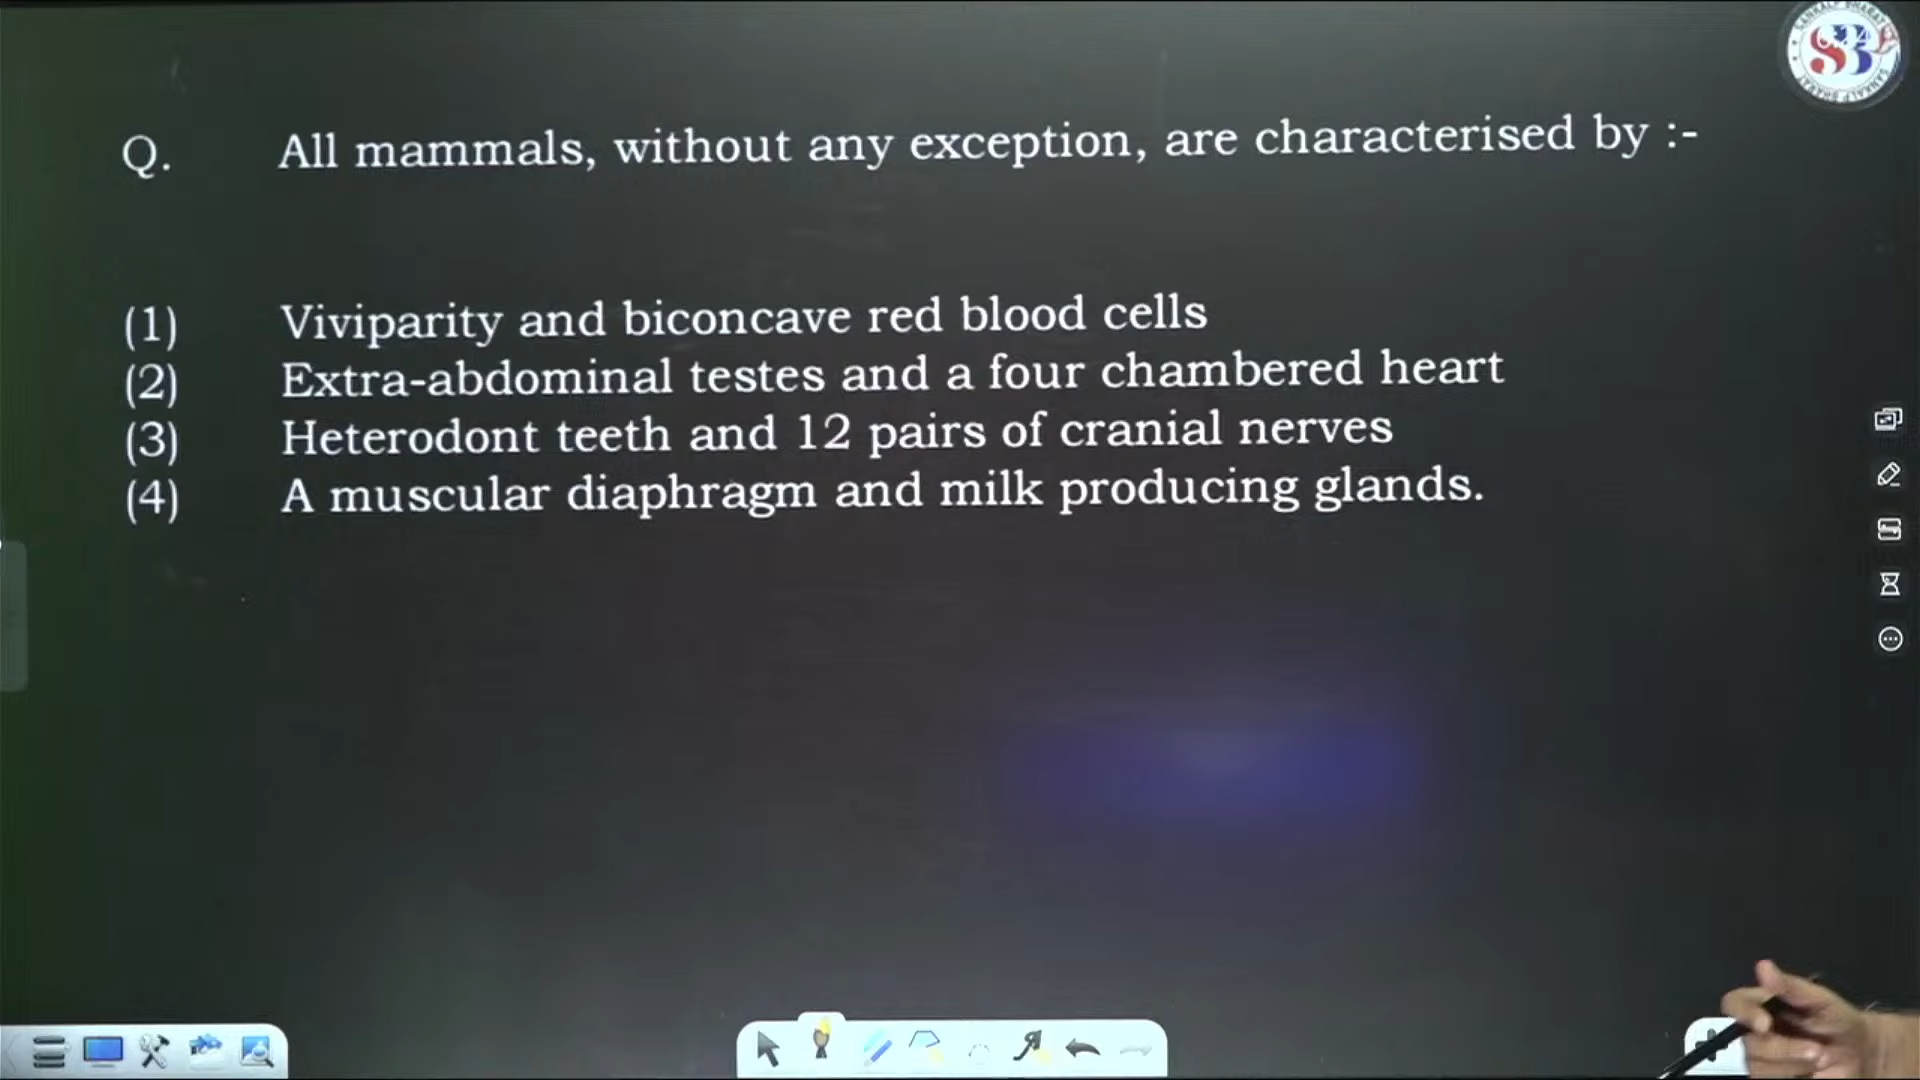 Q. All mammals, without any exception, are characterised by :-
(1) Viviparity and biconcave red blood cells
(2) Extra-abdominal testes and a four chambered heart
(3) Heterodont teeth and 12 pairs of cranial nerves
(4) A muscular diaphragm and milk producing glands.